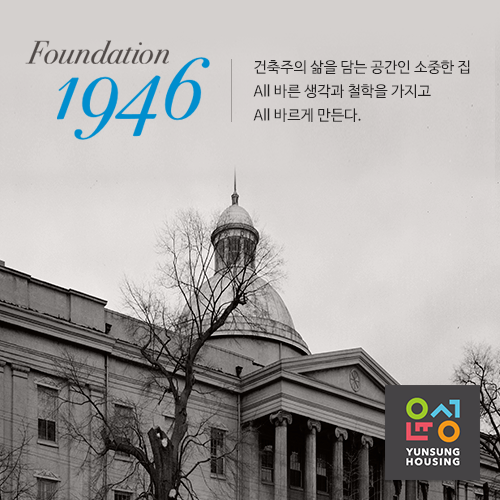 Foundation
1946
건축주의 삶을 담는 공간인 소중한 집
All 바른 생각과 철학을 가지고
All 바르게 만든다.
윤성
YUNSUNG
HOUSING